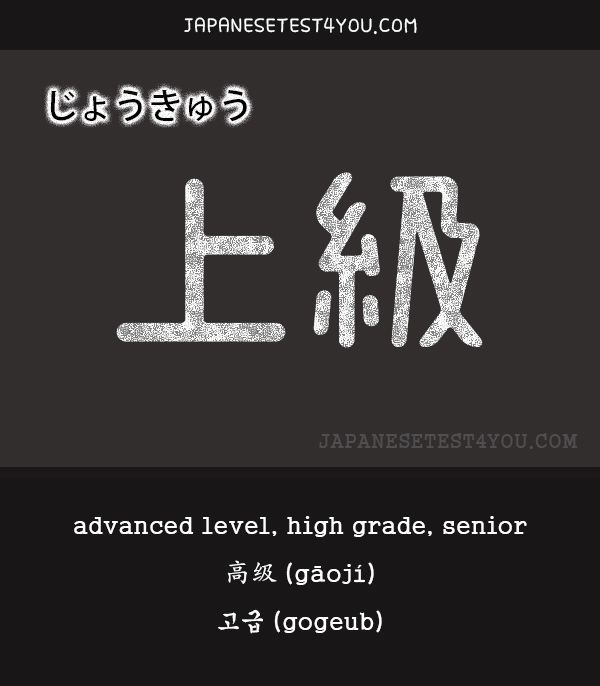 JAPANESETEST4YOU.COM
じょうきゅう
上級
JAPANESETEST4YOU.COM
advanced level, high grade, senior
高级 (gāojí)
고급 (gogeub)